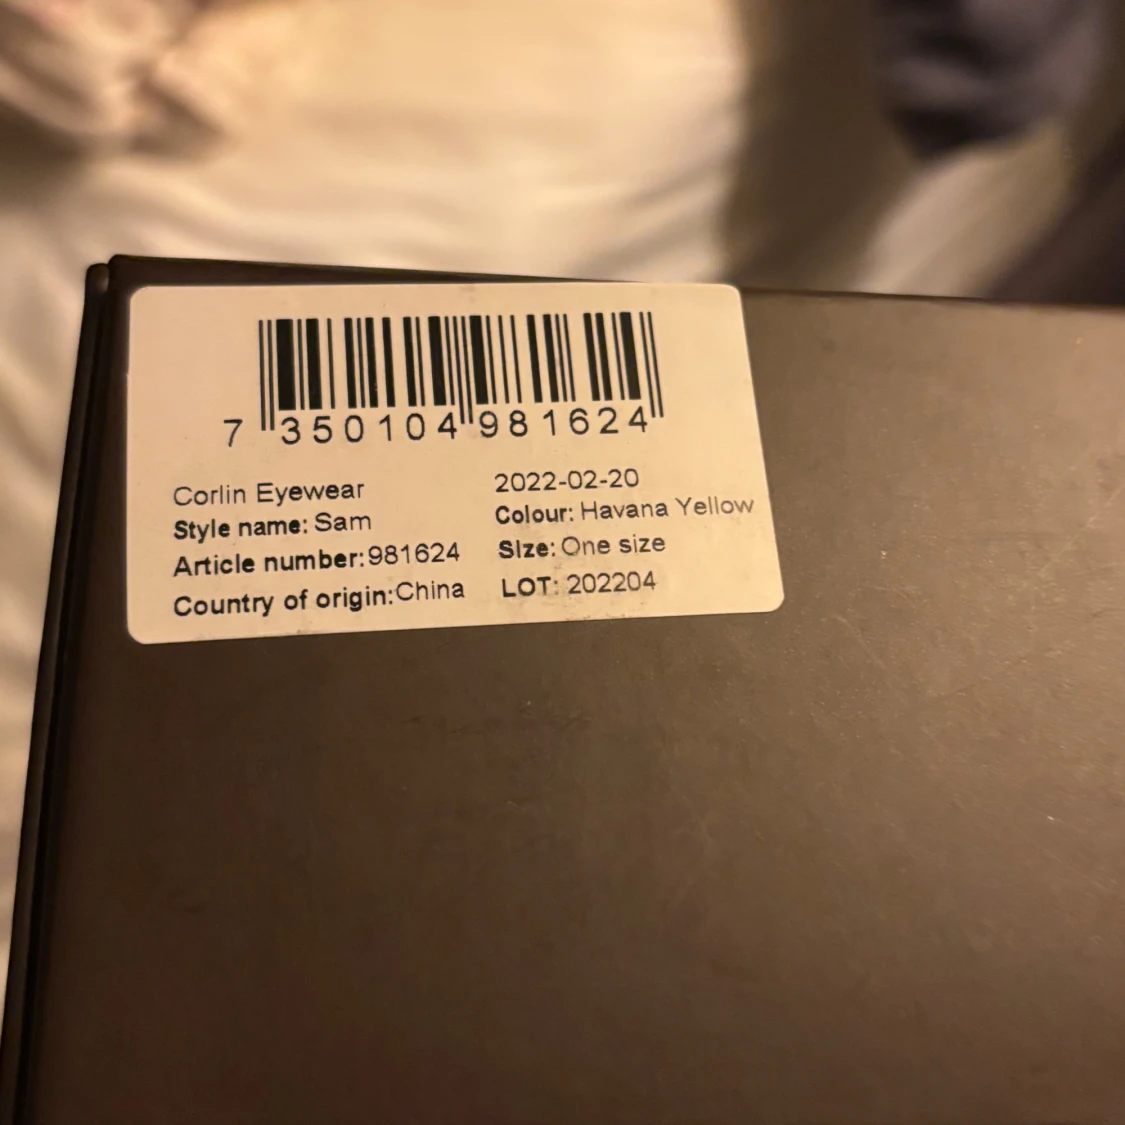 7 350104 981624
Corlin Eyewear
Style name: Sam
Article number:981624
Country of origin:China
2022-02-20
Colour: Havana Yellow
Size: One size
LOT: 202204